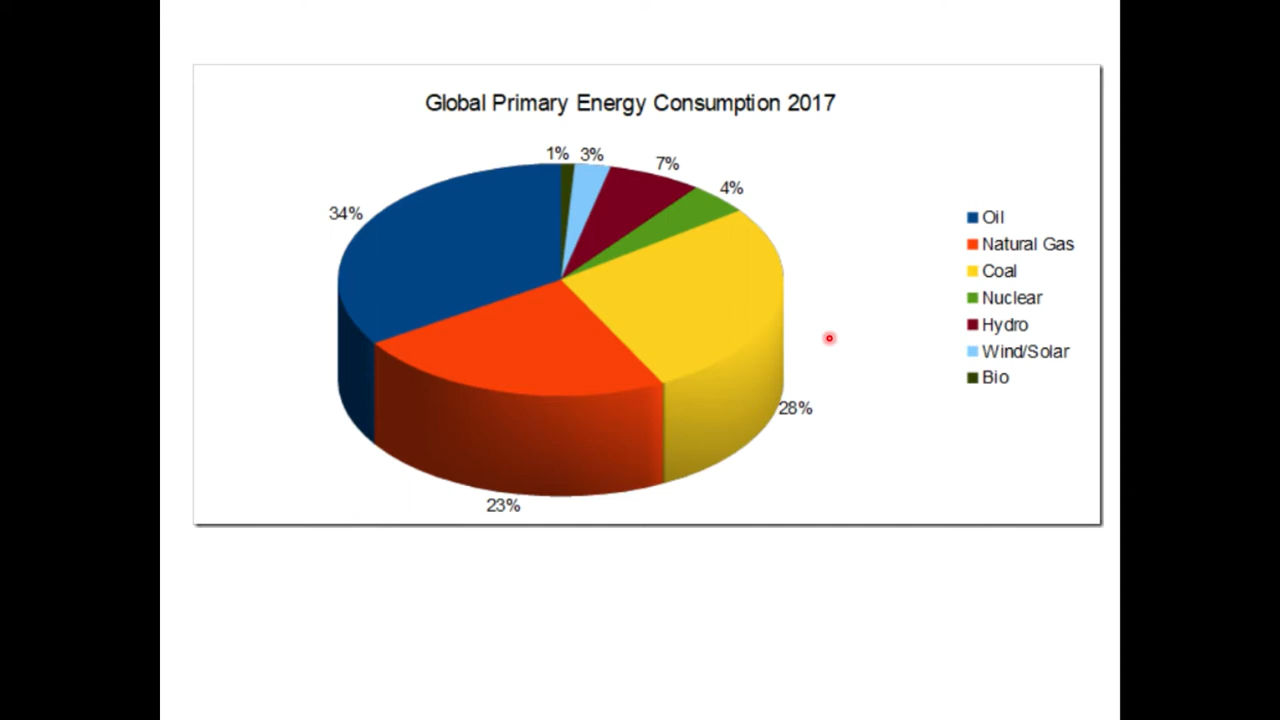 Global Primary Energy Consumption 2017
1% 3% 7%
4%
34%
28%
23%
Oil
Natural Gas
Coal
Nuclear
Hydro
Wind/Solar
Bio